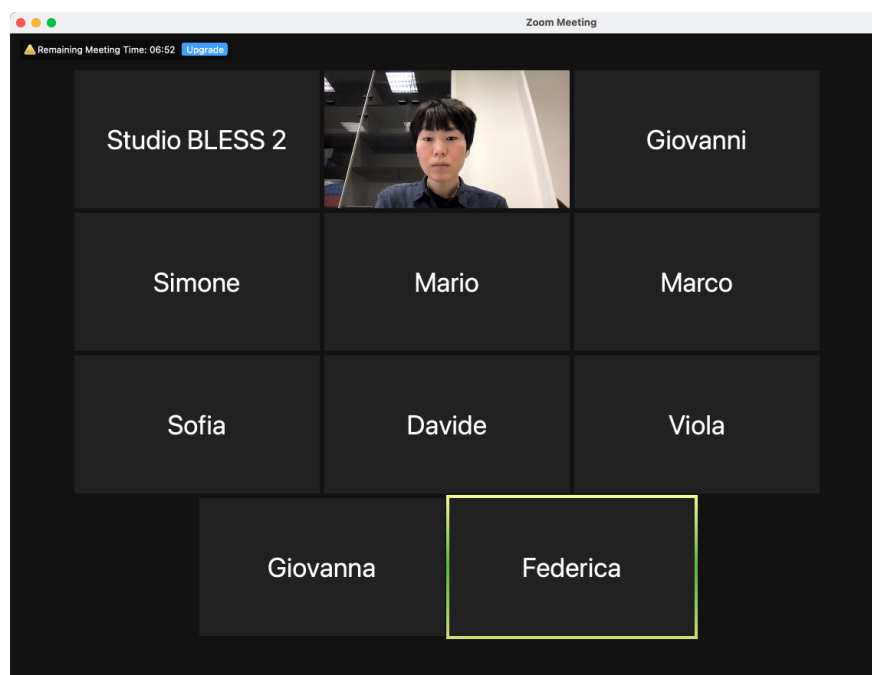 Zoom Meeting
Remaining Meeting Time: 06:52 Upgrade
Studio BLESS 2
Giovanni
Simone
Mario
Marco
Sofia
Davide
Viola
Giovanna
Federica